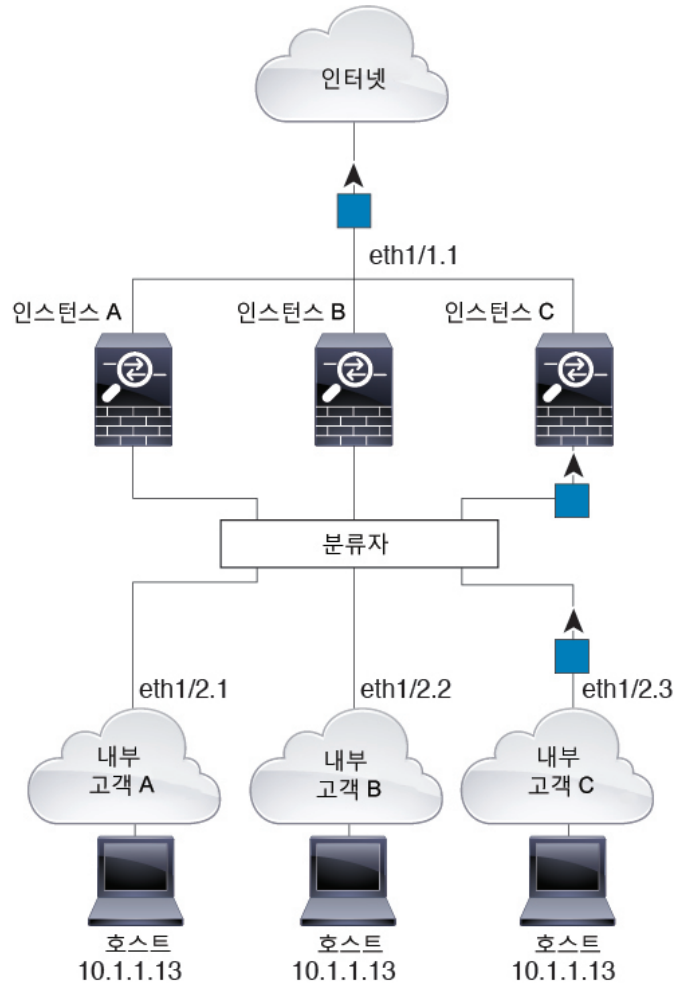 인터넷
eth1/1.1
인스턴스 A
인스턴스 B
인스턴스 C
분류자
eth1/2.1
eth1/2.2
eth1/2.3
내부
고객 A
내부
고객 B
내부
고객 C
호스트
10.1.1.13
호스트
10.1.1.13
호스트
10.1.1.13